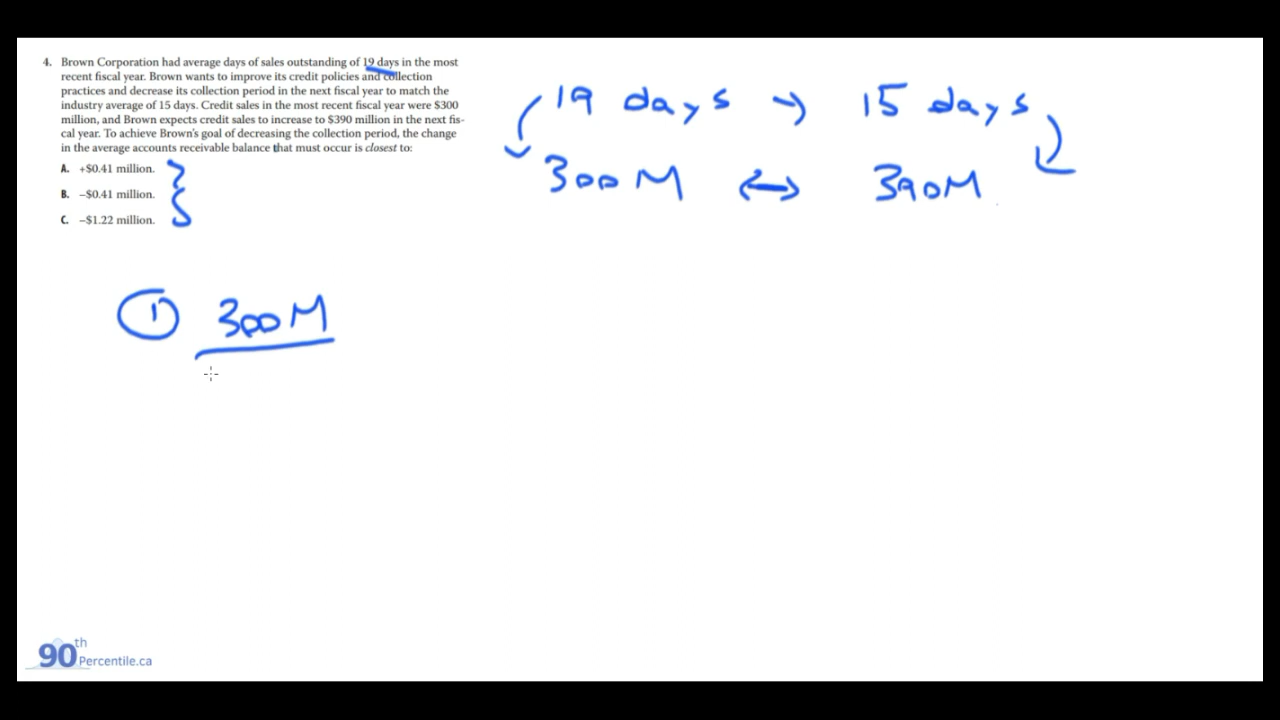 4. Brown Corporation had average days of sales outstanding of 19 days in the most
recent fiscal year. Brown wants to improve its credit policies and collection
practices and decrease its collection period in the next fiscal year to match the
industry average of 15 days. Credit sales in the most recent fiscal year were $300
million, and Brown expects credit sales to increase to $390 million in the next fis-
cal year. To achieve Brown's goal of decreasing the collection period, the change
in the average accounts receivable balance that must occur is closest to:
A. +$0.41 million.
B. –$0.41 million.
C. –$1.22 million.
19 days → 15 days
300M ↔ 390M
① 300M
90th
Percentile.ca